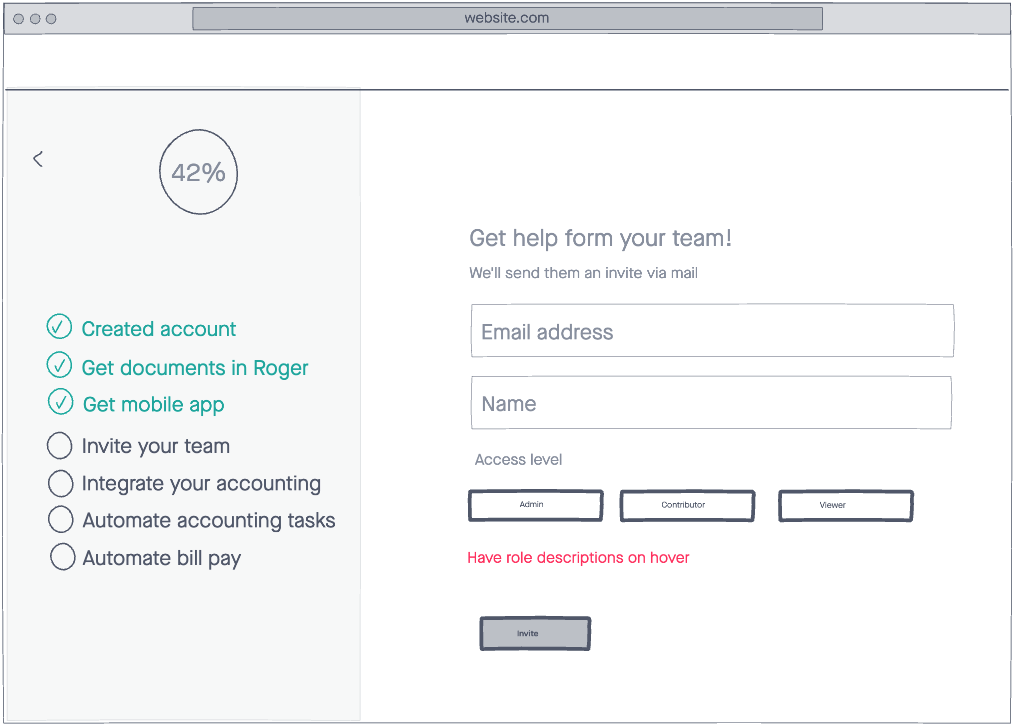 website.com
42%
Created account
Get documents in Roger
Get mobile app
Invite your team
Integrate your accounting
Automate accounting tasks
Automate bill pay
Get help form your team!
We'll send them an invite via mail
Email address
Name
Access level
Admin
Contributor
Viewer
Have role descriptions on hover
Invite